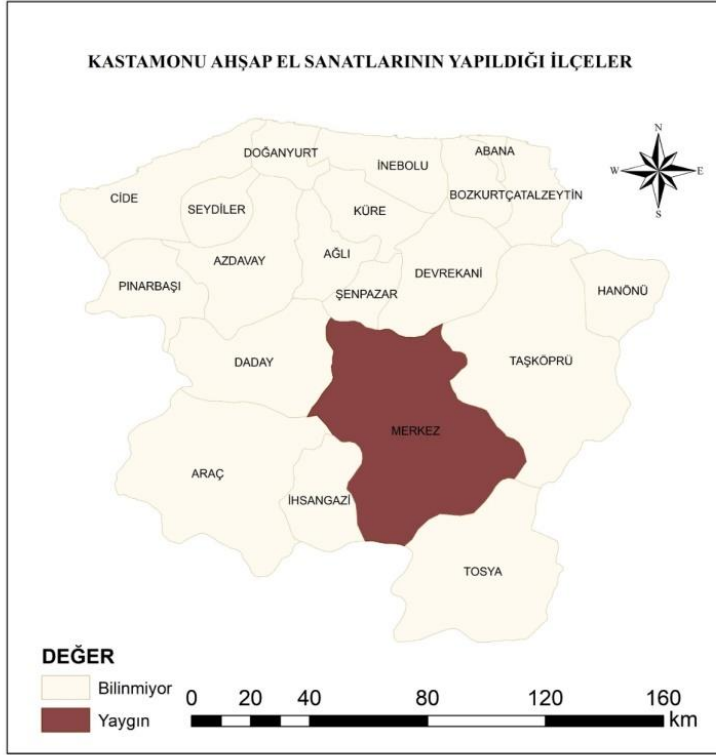 KASTAMONU AHŞAP EL SANATLARININ YAPILDIĞI İLÇELER
N
W E
S
DOĞANYURT
İNEBOLU
ABANA
CİDE
SEYDİLER
KÜRE
BOZKURT
ÇATALZEYTİN
AZDAVAY
AĞLI
DEVREKANİ
PINARBAŞI
ŞENPAZAR
HANÖNÜ
DADAY
TAŞKÖPRÜ
MERKEZ
ARAÇ
İHSANGAZİ
TOSYA
DEĞER
Bilinmiyor
Yaygın
0 20 40 80 120 160
km